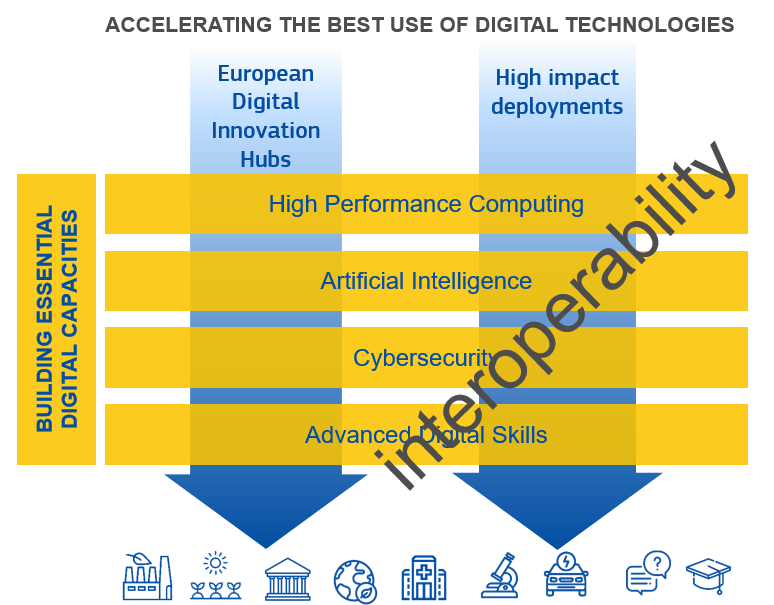 ACCELERATING THE BEST USE OF DIGITAL TECHNOLOGIES
European
Digital
Innovation
Hubs
High impact
deployments
BUILDING ESSENTIAL
DIGITAL CAPACITIES
High Performance Computing
Artificial Intelligence
Cybersecurity
Advanced Digital Skills
interoperability
?